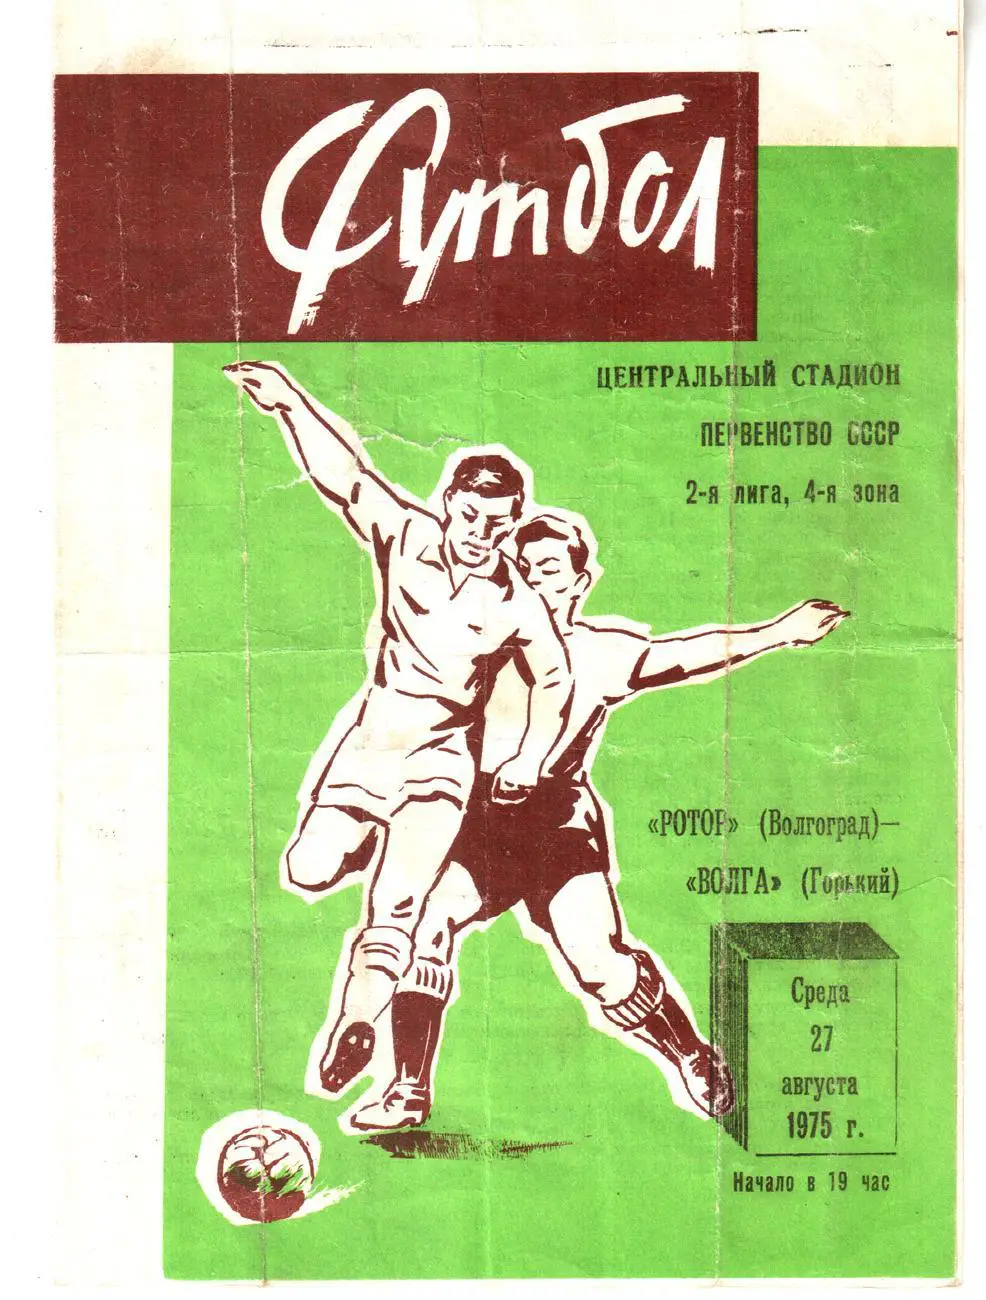 Футбол
ЦЕНТРАЛЬНЫЙ СТАДИОН
ПЕРВЕНСТВО СССР
2-я лига, 4-я зона
«РОТОР» (Волгоград)—
«ВОЛГА» (Горький)
Среда
27
августа
1975 г.
Начало в 19 час